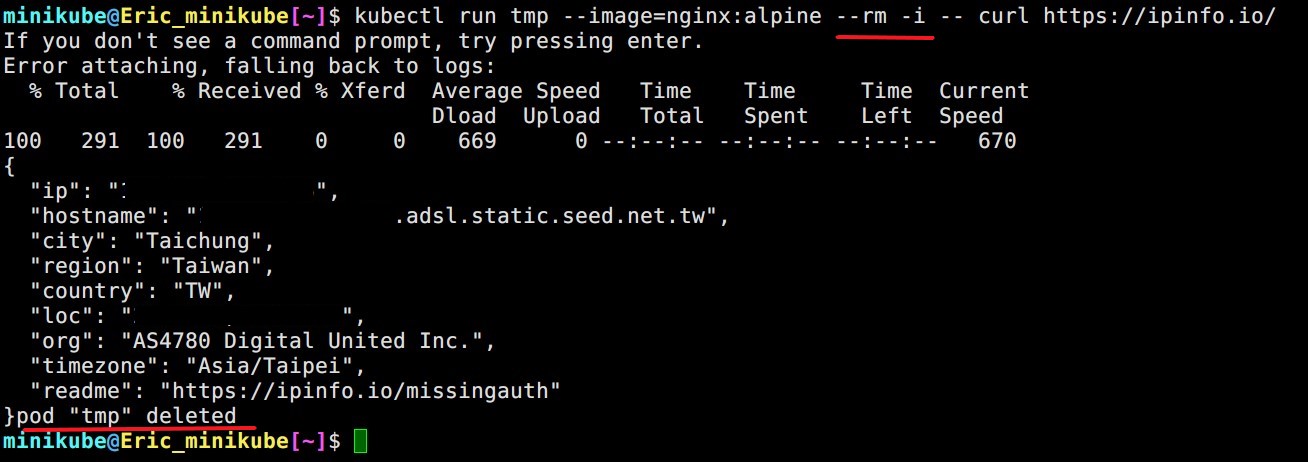 minikube@Eric_minikube[~]$ kubectl run tmp --image=nginx:alpine --rm -i -- curl https://ipinfo.io/
If you don't see a command prompt, try pressing enter.
Error attaching, falling back to logs:
  % Total    % Received % Xferd  Average Speed   Time    Time     Time  Current
                                 Dload  Upload   Total   Spent    Left  Speed
100   291  100   291    0     0    669      0 --:--:-- --:--:-- --:--:--   670
{
  "ip": "",
  "hostname": ".adsl.static.seed.net.tw",
  "city": "Taichung",
  "region": "Taiwan",
  "country": "TW",
  "loc": "",
  "org": "AS4780 Digital United Inc.",
  "timezone": "Asia/Taipei",
  "readme": "https://ipinfo.io/missingauth"
}pod "tmp" deleted
minikube@Eric_minikube[~]$